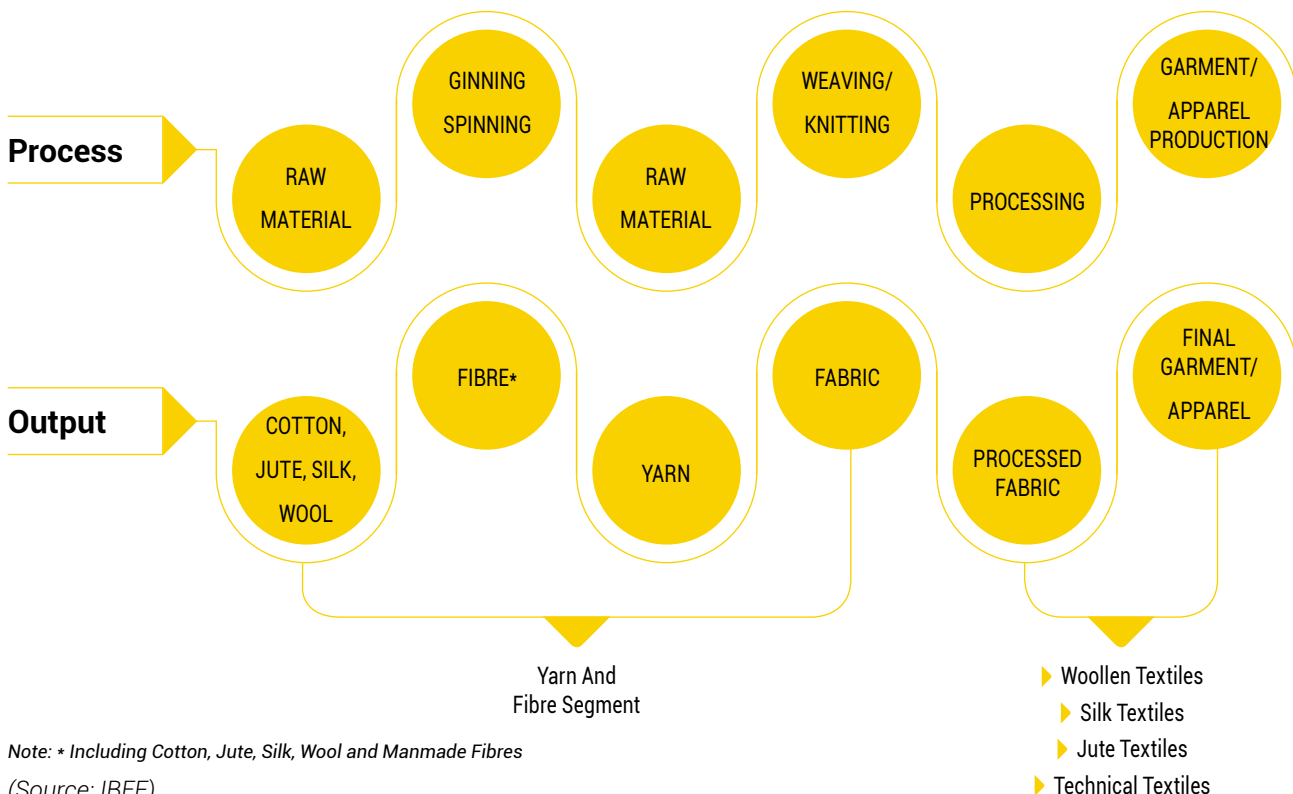 Process
RAW
MATERIAL
GINNING
SPINNING
RAW
MATERIAL
WEAVING/
KNITTING
PROCESSING
GARMENT/
APPAREL
PRODUCTION
Output
COTTON,
JUTE, SILK,
WOOL
FIBRE*
YARN
FABRIC
PROCESSED
FABRIC
FINAL
GARMENT/
APPAREL
Yarn And
Fibre Segment
Woollen Textiles
Silk Textiles
Jute Textiles
Technical Textiles
Note: * Including Cotton, Jute, Silk, Wool and Manmade Fibres
(Source: IBEF)